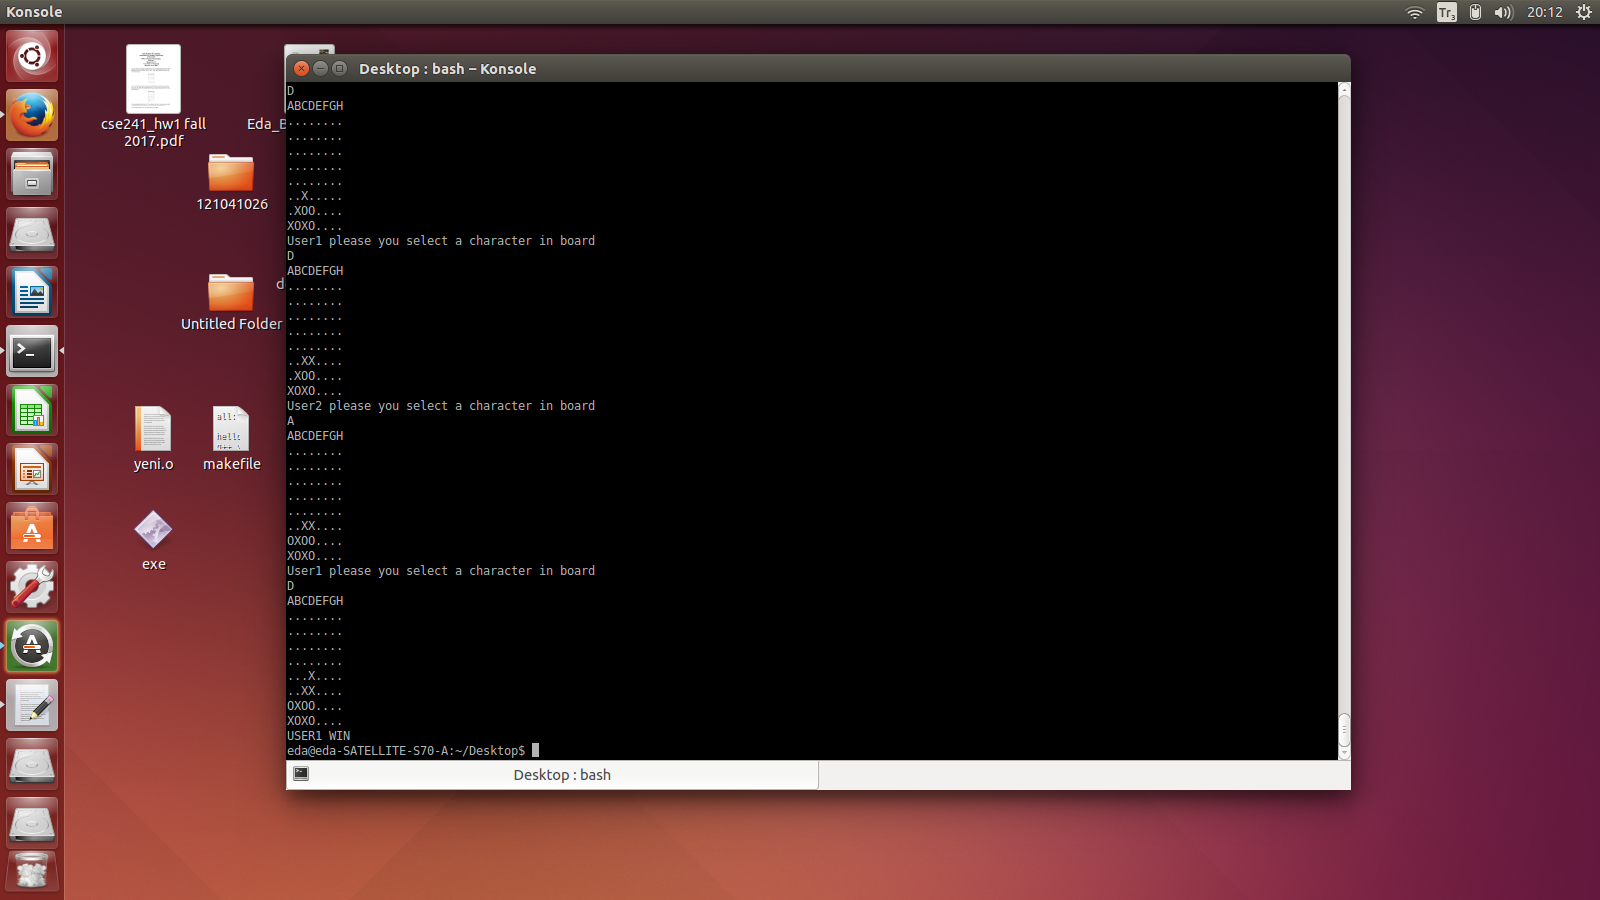 Konsole
Tr3
20:12
cse241_hw1 fall
2017.pdf
Eda_B
121041026
Untitled Folder
d
yeni.o
all:
hello
makefile
exe
Desktop : bash – Konsole
D
ABCDEFGH
........
........
........
........
........
..X.....
.XOO....
XOXO....
User1 please you select a character in board
D
ABCDEFGH
........
........
........
........
........
..XX....
.XOO....
XOXO....
User2 please you select a character in board
A
ABCDEFGH
........
........
........
........
........
..XX....
OXOO....
XOXO....
User1 please you select a character in board
D
ABCDEFGH
........
........
........
........
...X....
..XX....
OXOO....
XOXO....
USER1 WIN
eda@eda-SATELLITE-S70-A:~/Desktop$
Desktop : bash